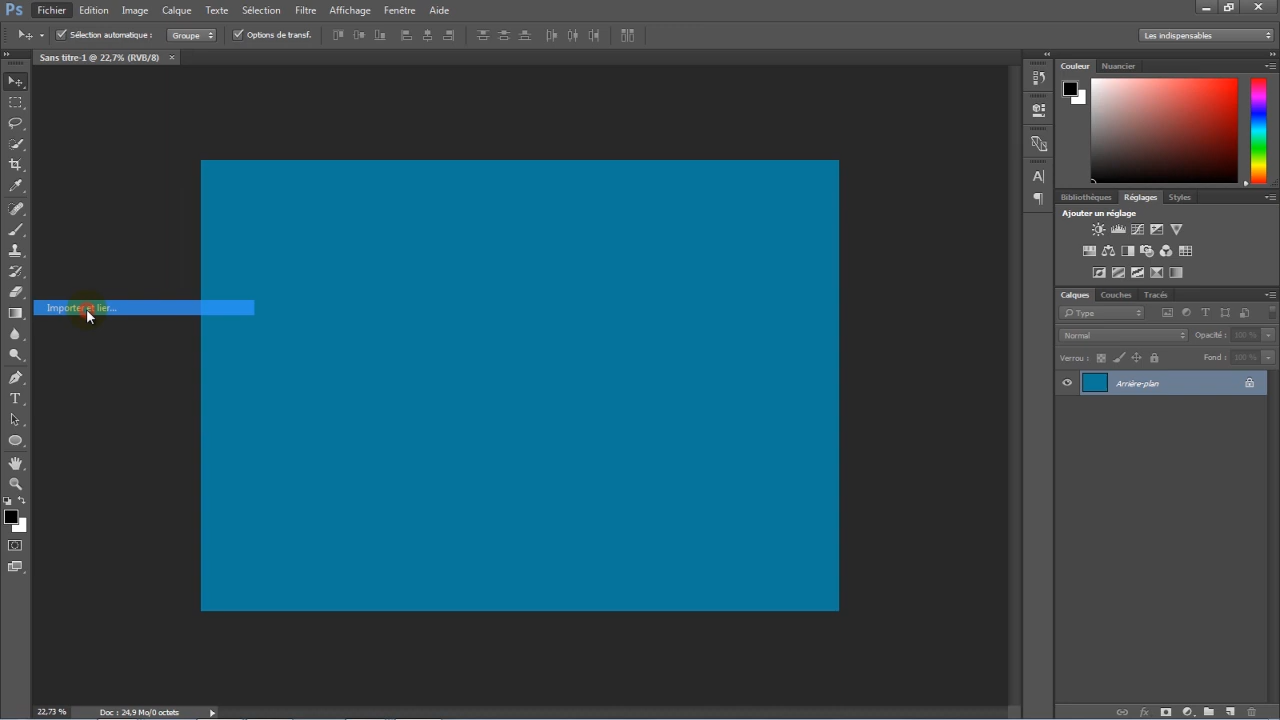 Ps Fichier Edition Image Calque Texte Sélection Filtre Affichage Fenêtre Aide
Sélection automatique : Groupe Options de transf. Les indispensables
Sans titre-1 @ 22,7% (RVB/8) ×
Couleur Nuancier
Bibliothèques Réglages Styles
Ajouter un réglage
Calques Couches Tracés
Type
Importer et lier...
Normal Opacité : 100 %
Verrou : Fond : 100 %
Arrière-plan
22,73 % Doc : 24,9 Mo/0 octets